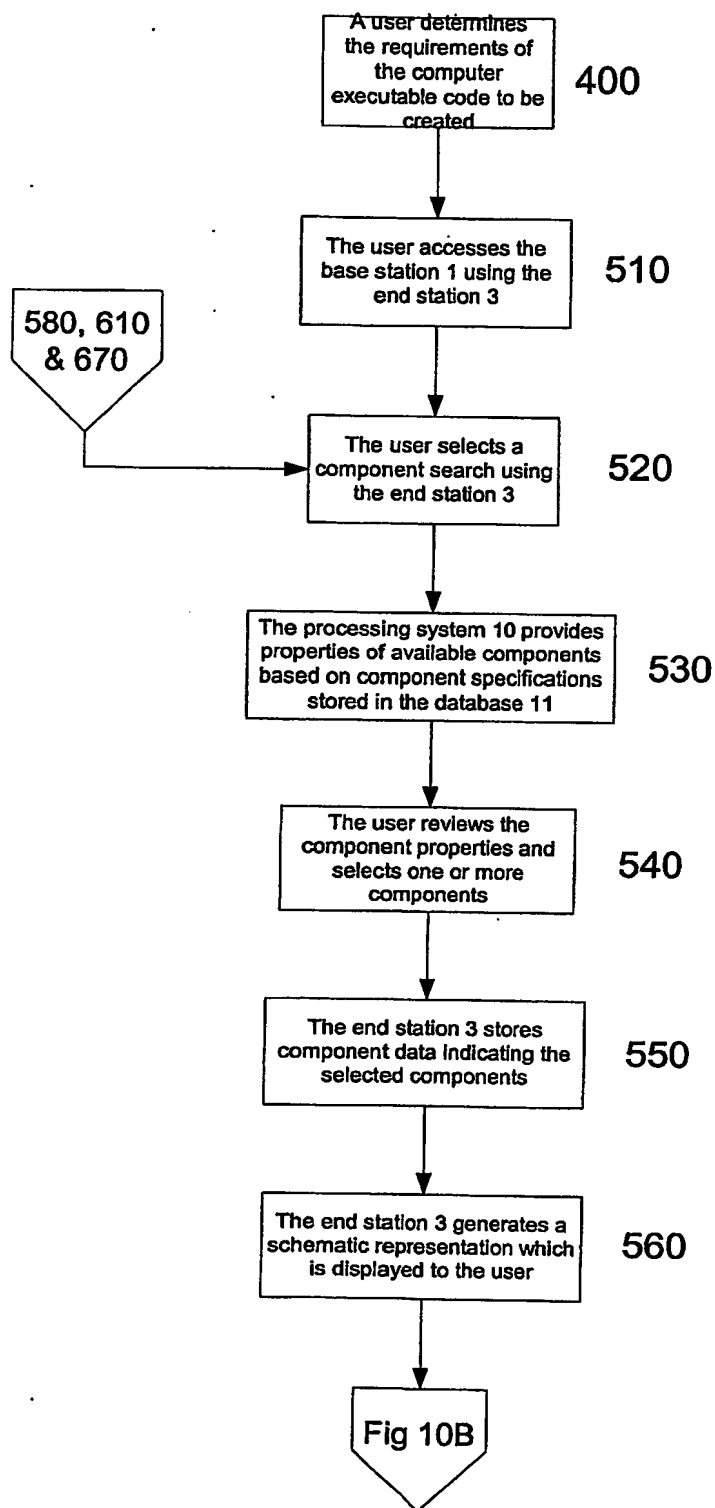 A user determines
the requirements of
the computer
executable code to be
created
400
The user accesses the
base station 1 using the
end station 3
510
580, 610
& 670
The user selects a
component search using
the end station 3
520
The processing system 10 provides
properties of available components
based on component specifications
stored in the database 11
530
The user reviews the
component properties and
selects one or more
components
540
The end station 3 stores
component data indicating the
selected components
550
The end station 3 generates a
schematic representation which
is displayed to the user
560
Fig 10B